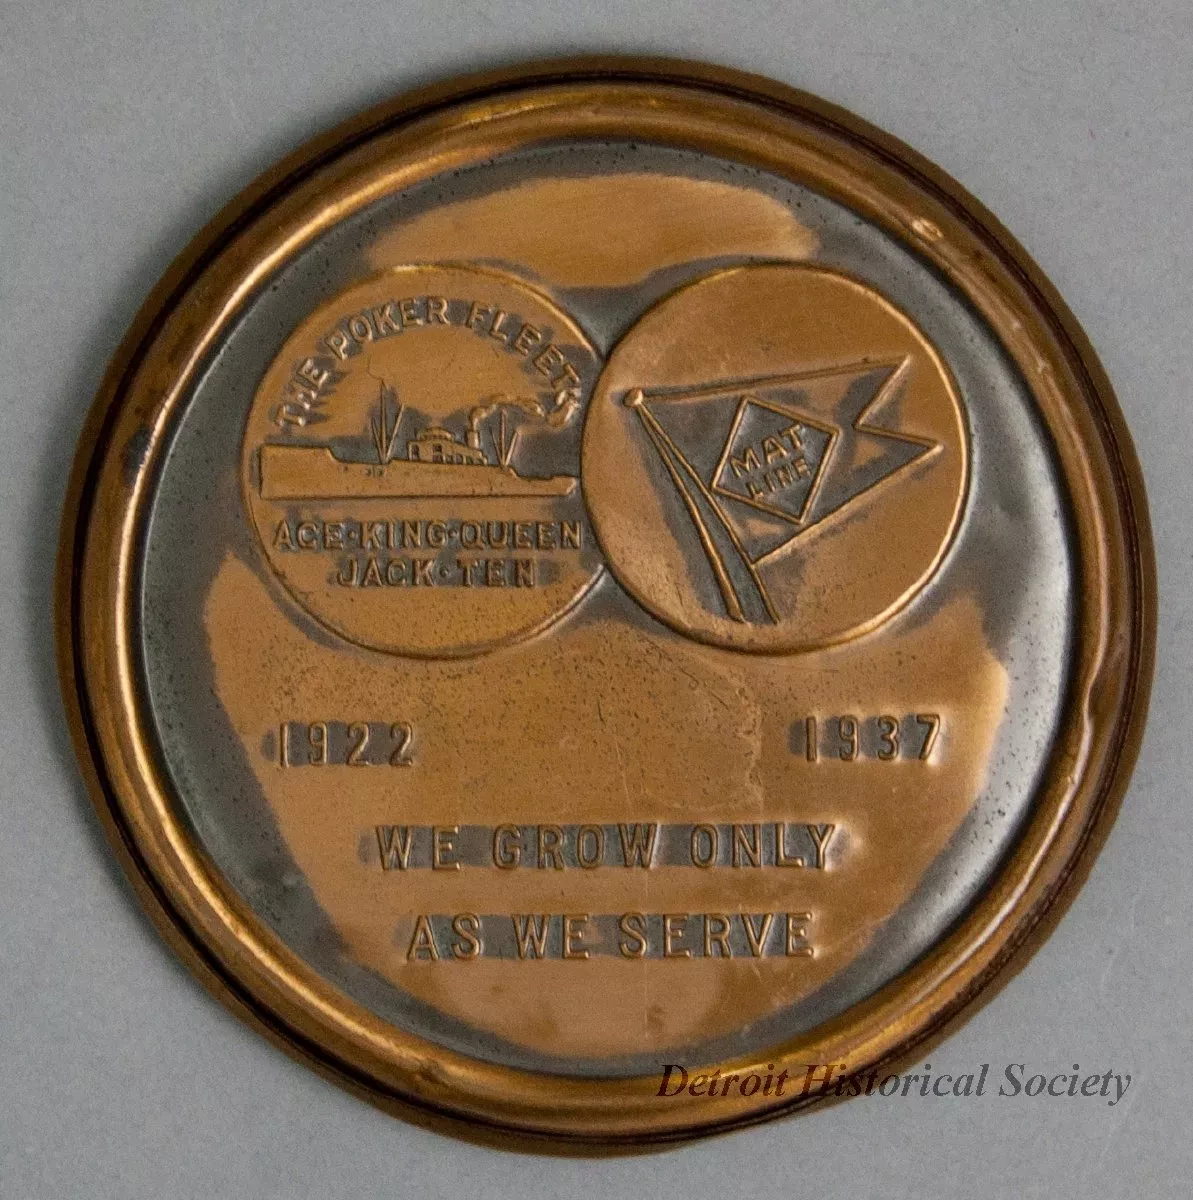 THE POKER FLEET
ACE·KING·QUEEN
JACK·TEN
MAT
LINE
1922
1937
WE GROW ONLY
AS WE SERVE
Detroit Historical Society